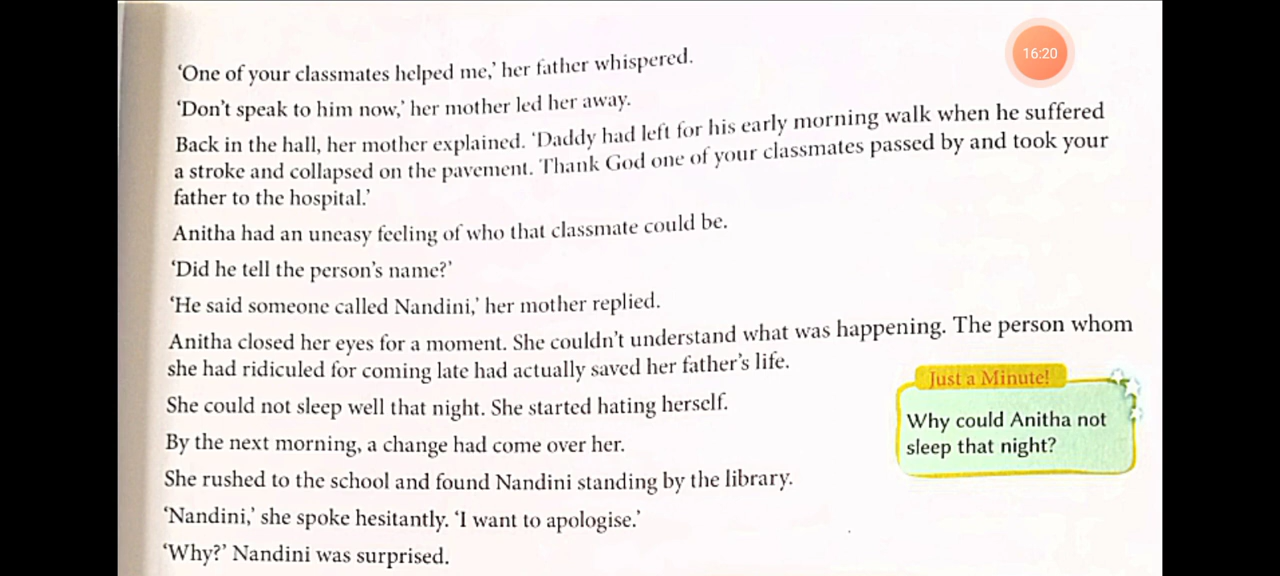 ‘One of your classmates helped me,’ her father whispered.
16:20
‘Don’t speak to him now,’ her mother led her away.
Back in the hall, her mother explained. ‘Daddy had left for his early morning walk when he suffered
a stroke and collapsed on the pavement. Thank God one of your classmates passed by and took your
father to the hospital.’
Anitha had an uneasy feeling of who that classmate could be.
‘Did he tell the person’s name?’
‘He said someone called Nandini,’ her mother replied.
Anitha closed her eyes for a moment. She couldn’t understand what was happening. The person whom
she had ridiculed for coming late had actually saved her father’s life.
She could not sleep well that night. She started hating herself.
By the next morning, a change had come over her.
She rushed to the school and found Nandini standing by the library.
‘Nandini,’ she spoke hesitantly. ‘I want to apologise.’
‘Why?’ Nandini was surprised.
Just a Minute!
Why could Anitha not
sleep that night?